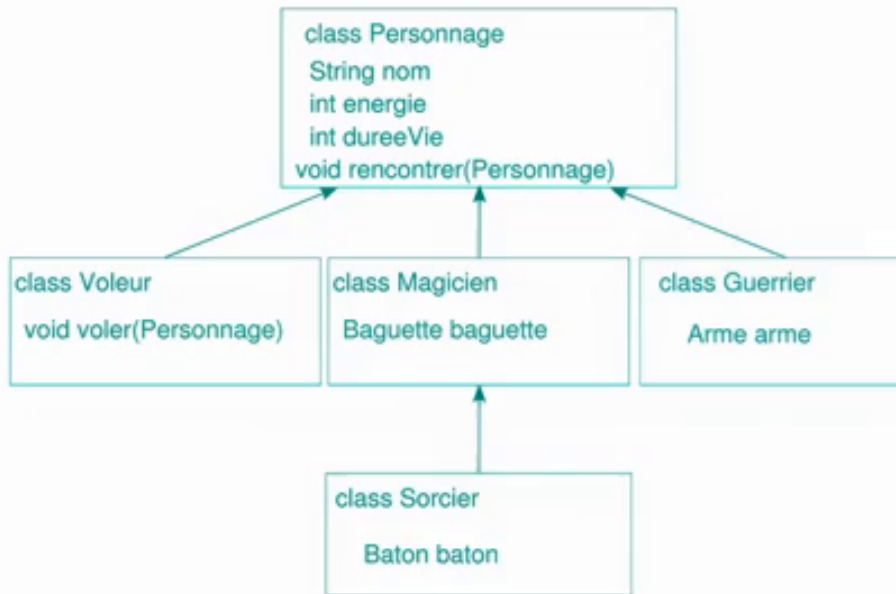 class Personnage
String nom
int energie
int dureeVie
void rencontrer(Personnage)
class Voleur
void voler(Personnage)
class Magicien
Baguette baguette
class Guerrier
Arme arme
class Sorcier
Baton baton